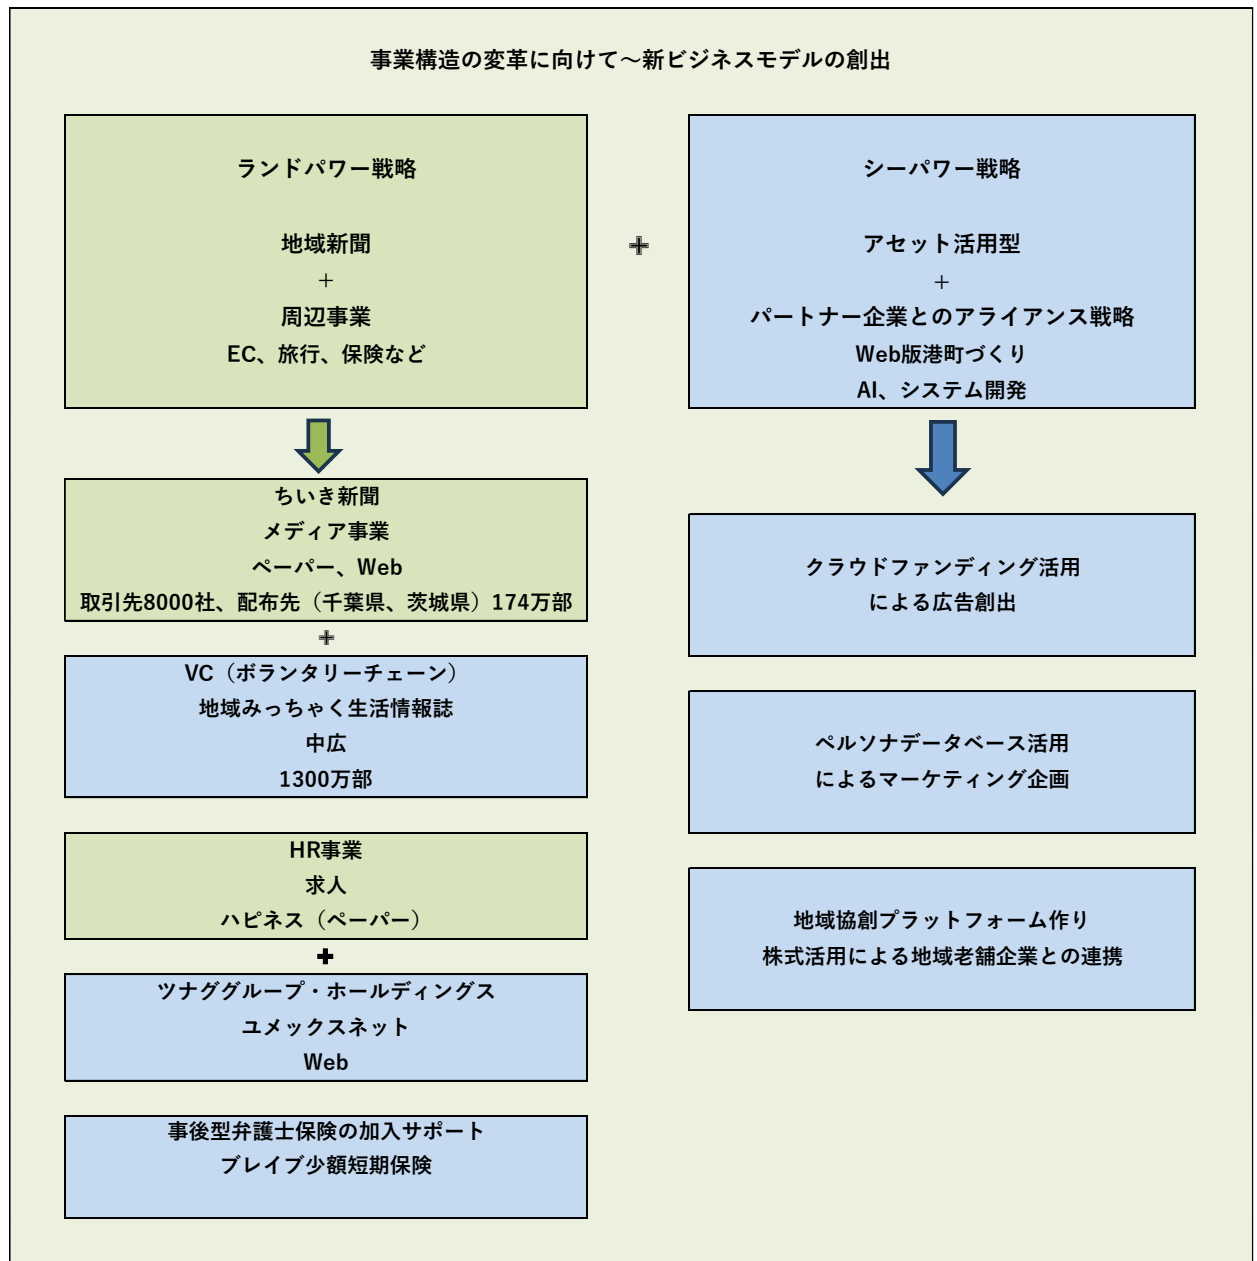 事業構造の変革に向けて～新ビジネスモデルの創出
ランドパワー戦略
地域新聞
＋
周辺事業
EC、旅行、保険など
✙
シーパワー戦略
アセット活用型
＋
パートナー企業とのアライアンス戦略
Web版港町づくり
AI、システム開発
ちいき新聞
メディア事業
ペーパー、Web
取引先8000社、配布先（千葉県、茨城県）174万部
✙
VC（ボランタリーチェーン）
地域みっちゃく生活情報誌
中広
1300万部
HR事業
求人
ハピネス（ペーパー）
✚
ツナググループ・ホールディングス
ユメックスネット
Web
事後型弁護士保険の加入サポート
ブレイブ少額短期保険
クラウドファンディング活用
による広告創出
ペルソナデータベース活用
によるマーケティング企画
地域協創プラットフォーム作り
株式活用による地域老舗企業との連携